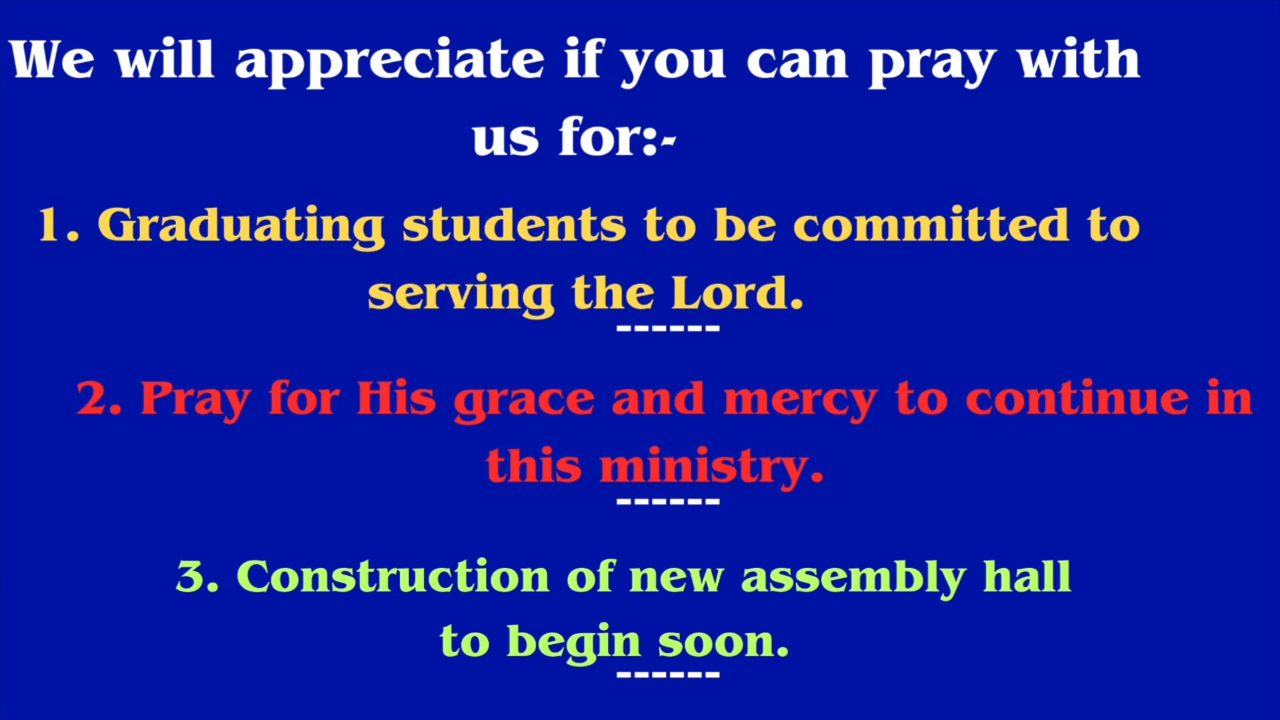 We will appreciate if you can pray with
us for:-
1. Graduating students to be committed to
serving the Lord.
------
2. Pray for His grace and mercy to continue in
this ministry.
------
3. Construction of new assembly hall
to begin soon.
------